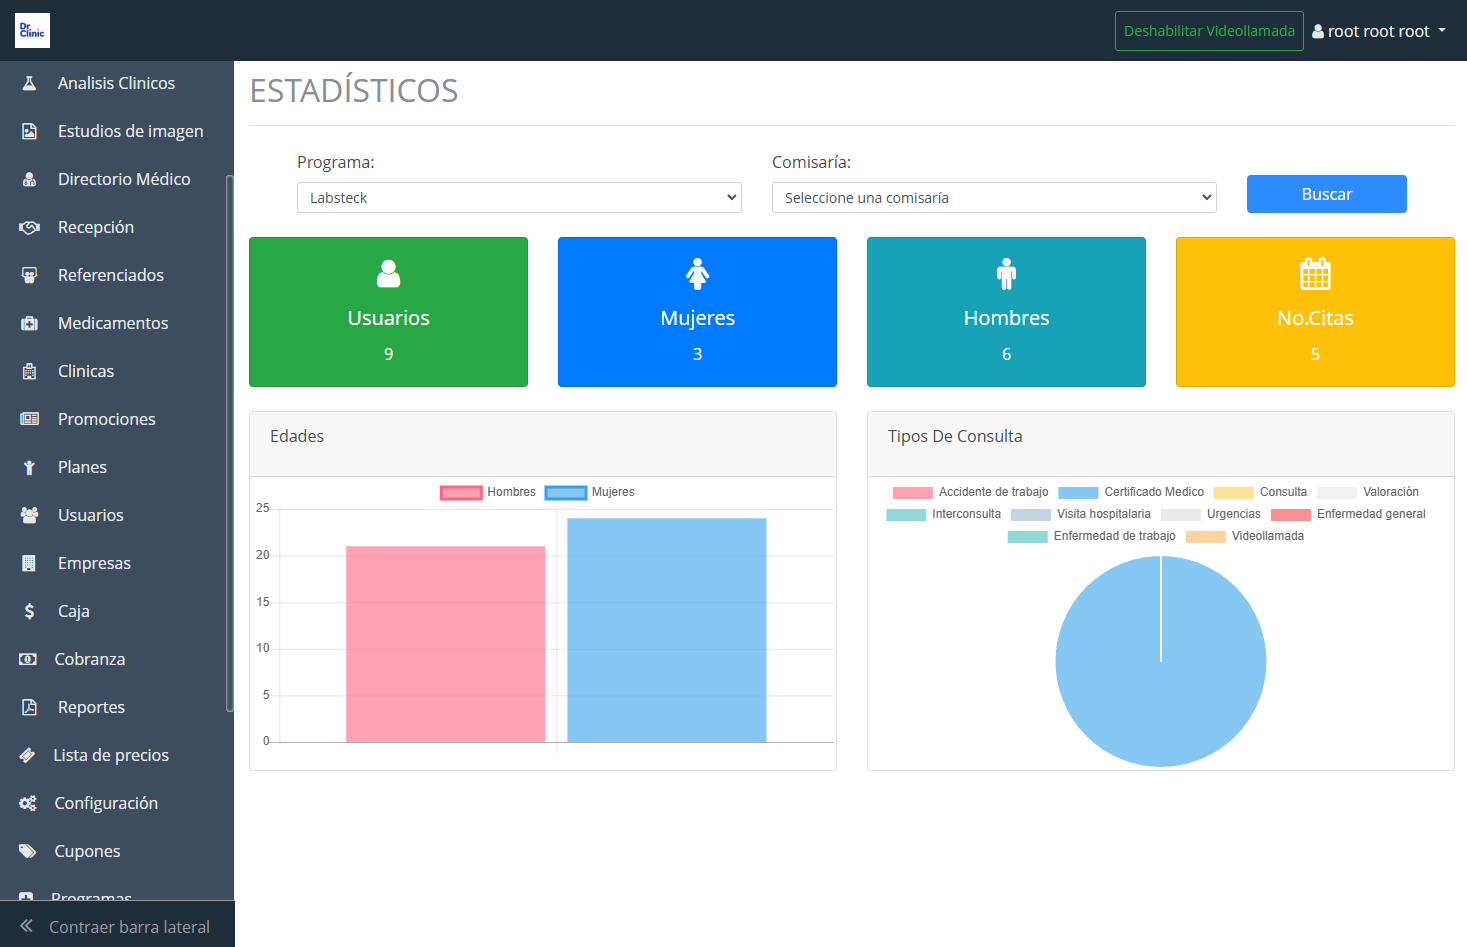 Dr.
Clinic
Deshabilitar Videollamada
root root root
Analisis Clinicos
Estudios de imagen
Directorio Médico
Recepción
Referenciados
Medicamentos
Clinicas
Promociones
Planes
Usuarios
Empresas
Caja
Cobranza
Reportes
Lista de precios
Configuración
Cupones
Programas
Contraer barra lateral
ESTADÍSTICOS
Programa:
Labsteck
Comisaría:
Seleccione una comisaría
Buscar
Usuarios
9
Mujeres
3
Hombres
6
No.Citas
5
Edades
Hombres Mujeres
25
20
15
10
5
0
Tipos De Consulta
Accidente de trabajo Certificado Medico Consulta Valoración
Interconsulta Visita hospitalaria Urgencias Enfermedad general
Enfermedad de trabajo Videollamada